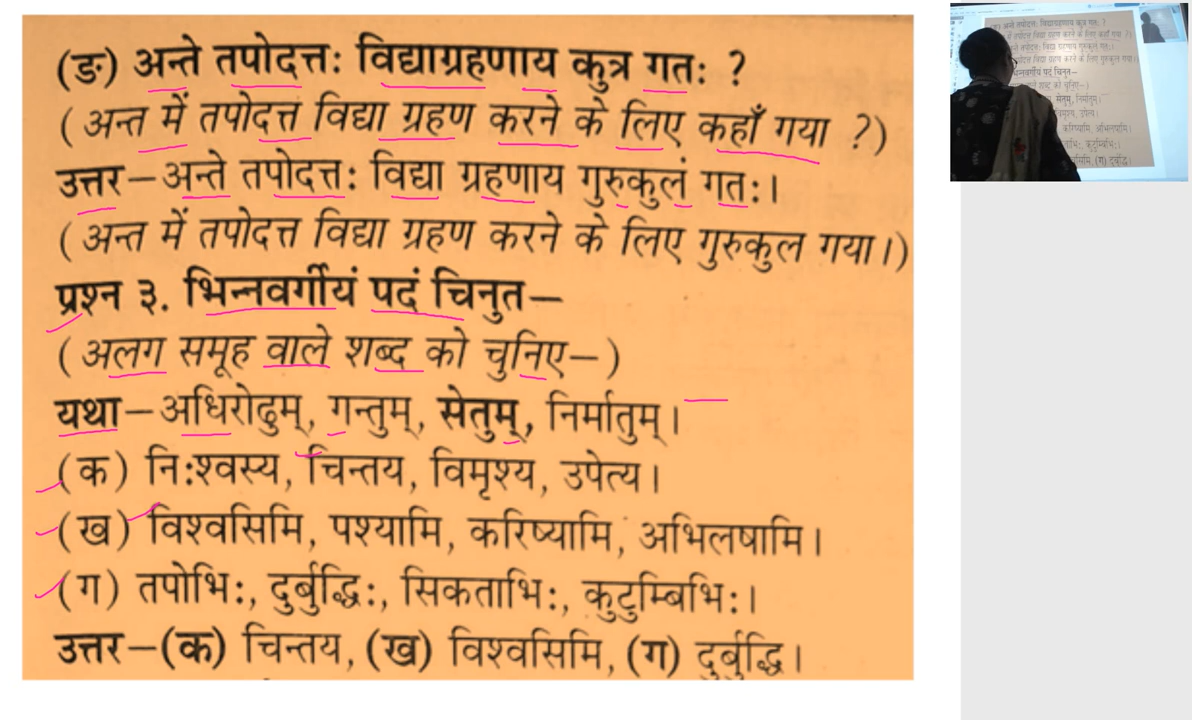 (ङ) अन्ते तपोदत्तः विद्याग्रहणाय कुत्र गतः ?
( अन्त में तपोदत्त विद्या ग्रहण करने के लिए कहाँ गया ?)
उत्तर–अन्ते तपोदत्तः विद्या ग्रहणाय गुरुकुलं गतः।
( अन्त में तपोदत्त विद्या ग्रहण करने के लिए गुरुकुल गया।)
प्रश्न ३. भिन्नवर्गीयं पदं चिनुत–
( अलग समूह वाले शब्द को चुनिए–)
यथा–अधिरोढुम्, गन्तुम्, सेतुम्, निर्मातुम्।
(क) निःश्वस्य, चिन्तय, विमृश्य, उपेत्य।
(ख) विश्वसिमि, पश्यामि, करिष्यामि, अभिलषामि।
(ग) तपोभिः, दुर्बुद्धिः, सिकताभिः, कुटुम्बिभिः।
उत्तर–(क) चिन्तय, (ख) विश्वसिमि, (ग) दुर्बुद्धि।